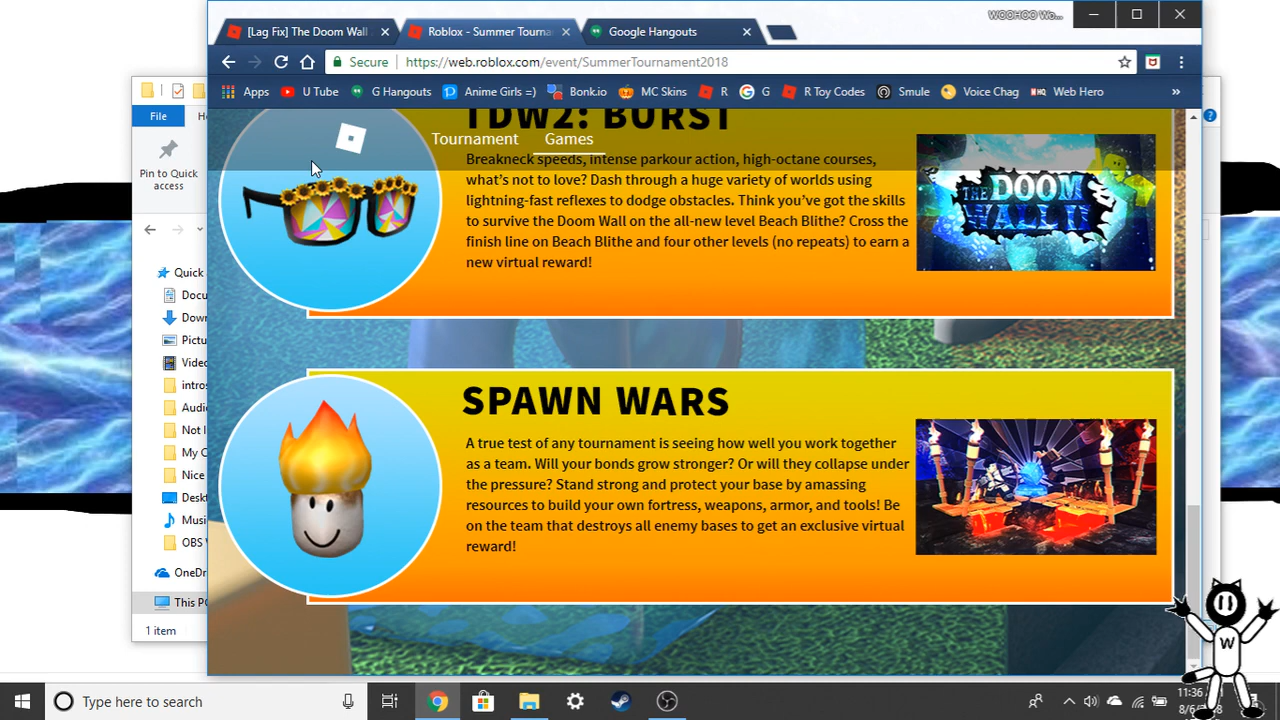 WOOHOO Wo...
[Lag Fix] The Doom Wall
Roblox - Summer Tourna
Google Hangouts
Secure
https://web.roblox.com/event/SummerTournament2018
Apps
U Tube
G Hangouts
Anime Girls =)
Bonk.io
MC Skins
R
G
R Toy Codes
Smule
Voice Chag
Web Hero
»
File
Pin to Quick
access
Quick
Docu
Down
Pictu
Video
intros
Audio
Not I
My C
Nice
Deskt
Musi
OBS
OneDr
This PC
1 item
Tournament
Games
TDW2: BURST
Breakneck speeds, intense parkour action, high-octane courses,
what's not to love? Dash through a huge variety of worlds using
lightning-fast reflexes to dodge obstacles. Think you've got the skills
to survive the Doom Wall on the all-new level Beach Blithe? Cross the
finish line on Beach Blithe and four other levels (no repeats) to earn a
new virtual reward!
THE DOOM
WALL II
SPAWN WARS
A true test of any tournament is seeing how well you work together
as a team. Will your bonds grow stronger? Or will they collapse under
the pressure? Stand strong and protect your base by amassing
resources to build your own fortress, weapons, armor, and tools! Be
on the team that destroys all enemy bases to get an exclusive virtual
reward!
W
Type here to search
11:36